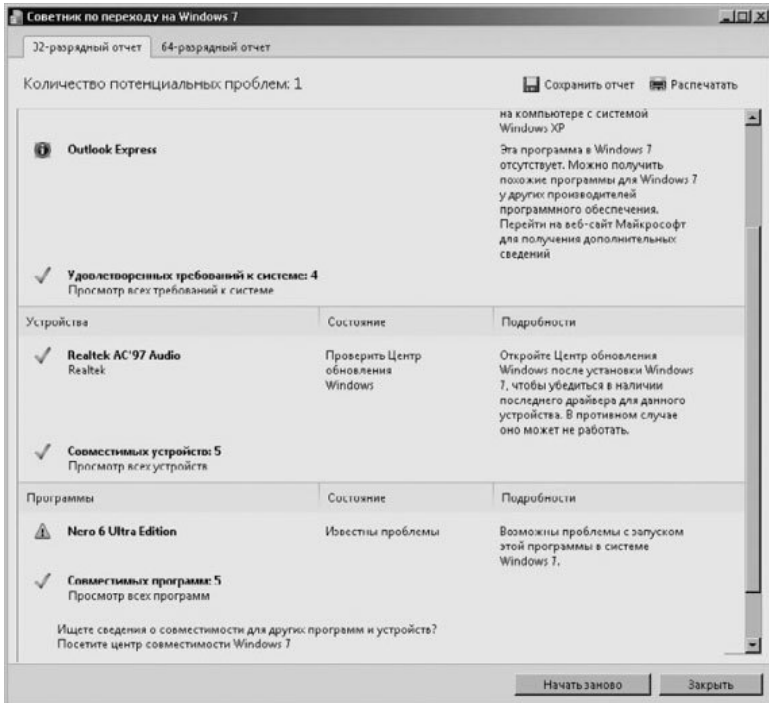 Советник по переходу на Windows 7
32-разрядный отчет
64-разрядный отчет
Количество потенциальных проблем: 1
Сохранить отчет
Распечатать
на компьютере с системой
Windows XP
Outlook Express
Эта программа в Windows 7
отсутствует. Можно получить
похожие программы для Windows 7
у других производителей
программного обеспечения.
Перейти на веб-сайт Майкрософт
для получения дополнительных
сведений
Удовлетворенных требований к системе: 4
Просмотр всех требований к системе
Устройства
Состояние
Подробности
Realtek AC'97 Audio
Realtek
Проверить Центр
обновления
Windows
Откройте Центр обновления
Windows после установки Windows
7, чтобы убедиться в наличии
последнего драйвера для данного
устройства. В противном случае
оно может не работать.
Совместимых устройств: 5
Просмотр всех устройств
Программы
Состояние
Подробности
Nero 6 Ultra Edition
Известны проблемы
Возможны проблемы с запуском
этой программы в системе
Windows 7.
Совместимых программ: 5
Просмотр всех программ
Ищете сведения о совместимости для других программ и устройств?
Посетите центр совместимости Windows 7
Начать заново
Закрыть